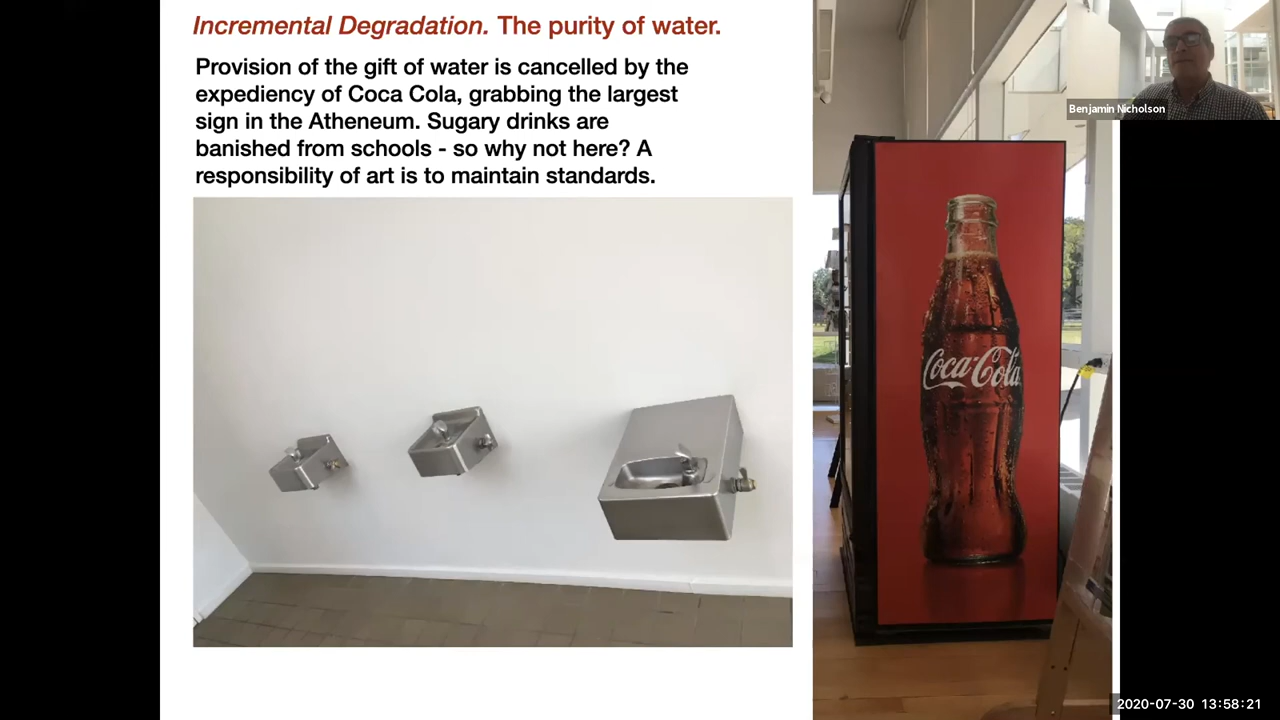 Incremental Degradation. The purity of water.
Provision of the gift of water is cancelled by the
expediency of Coca Cola, grabbing the largest
sign in the Atheneum. Sugary drinks are
banished from schools - so why not here? A
responsibility of art is to maintain standards.
Benjamin Nicholson
Coca-Cola
2020-07-30 13:58:21